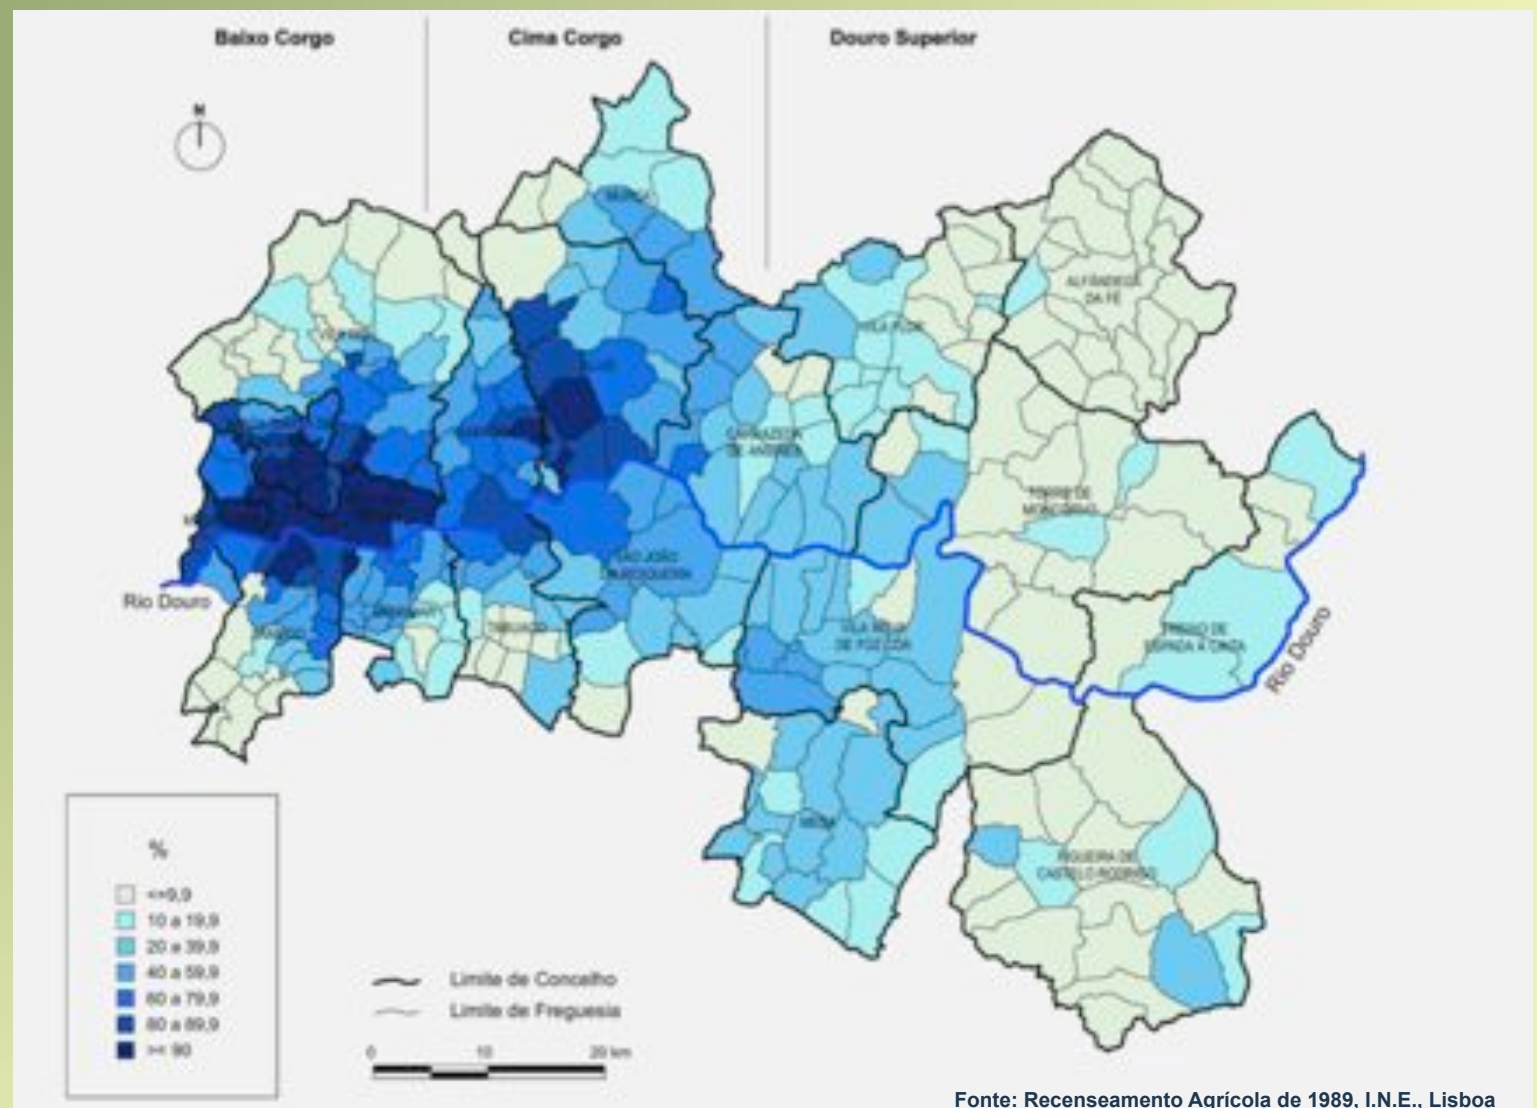 Baixo Corgo
Cima Corgo
Douro Superior
N
MURÇA
ALFÂNDEGA
DA FÉ
VILA FLOR
CARRAZEDA
DE ANSIÃES
TORRE DE
MONCORVO
SÃO JOÃO
Rio Douro
TABUAÇO
VILA NOVA
DE FOZ CÔA
FREIXO DE
ESPADA À CINTA
Rio Douro
MEDA
FIGUEIRA DE
CASTELO RODRIGO
%
<=9,9
10 a 19,9
20 a 39,9
40 a 59,9
60 a 79,9
80 a 89,9
>= 90
Limite de Concelho
Limite de Freguesia
0 10 20 km
Fonte: Recenseamento Agrícola de 1989, I.N.E., Lisboa